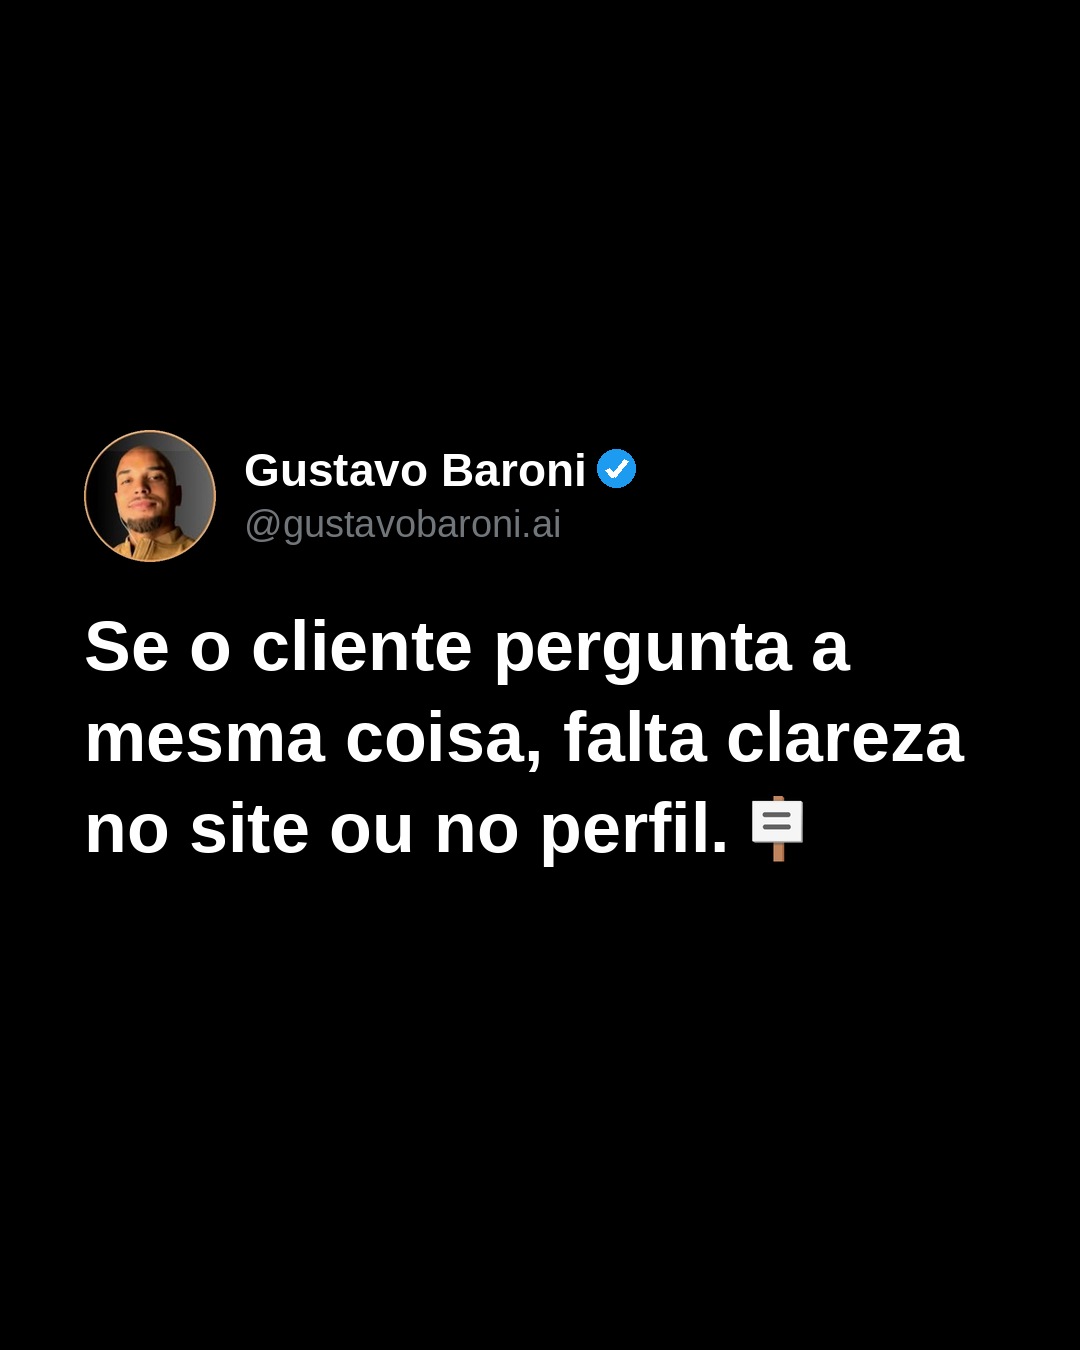 Gustavo Baroni
@gustavobaroni.ai
Se o cliente pergunta a
mesma coisa, falta clareza
no site ou no perfil. 🪧